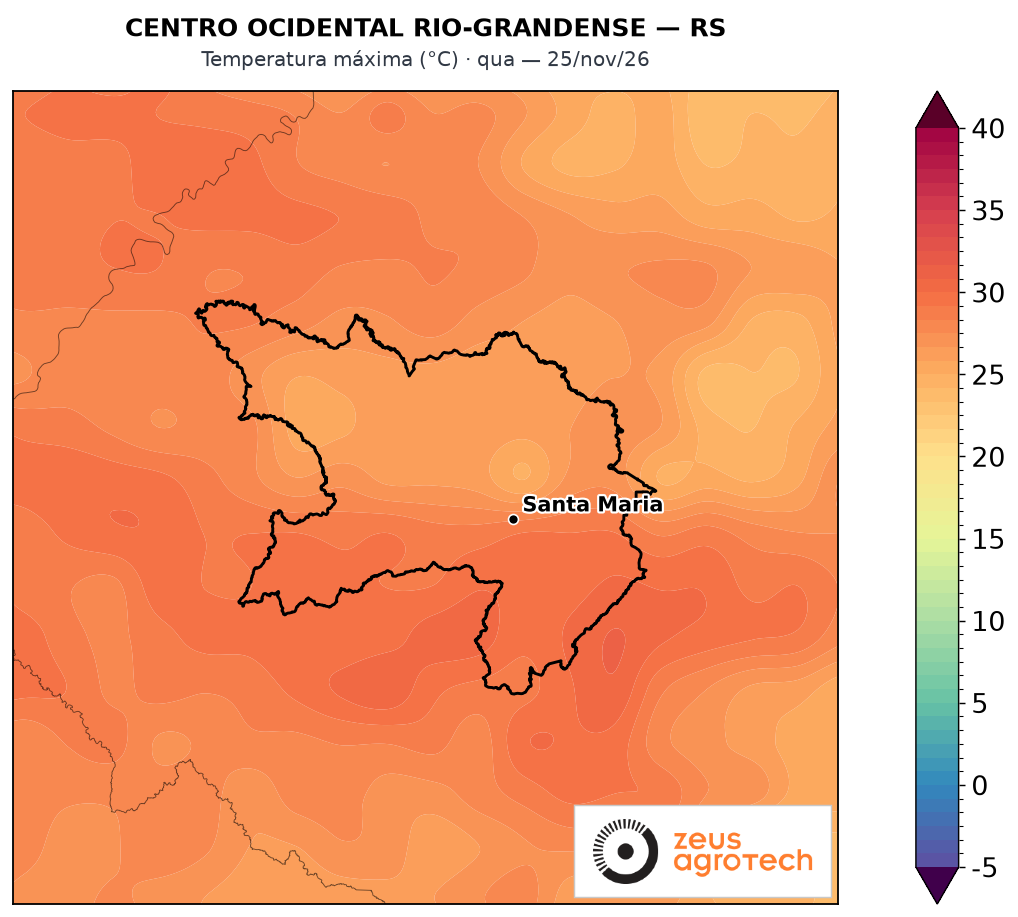 CENTRO OCIDENTAL RIO-GRANDENSE — RS
Temperatura máxima (°C) · qua — 25/nov/26
40
35
30
25
20
15
10
5
0
-5
Santa Maria
zeus
agrotech